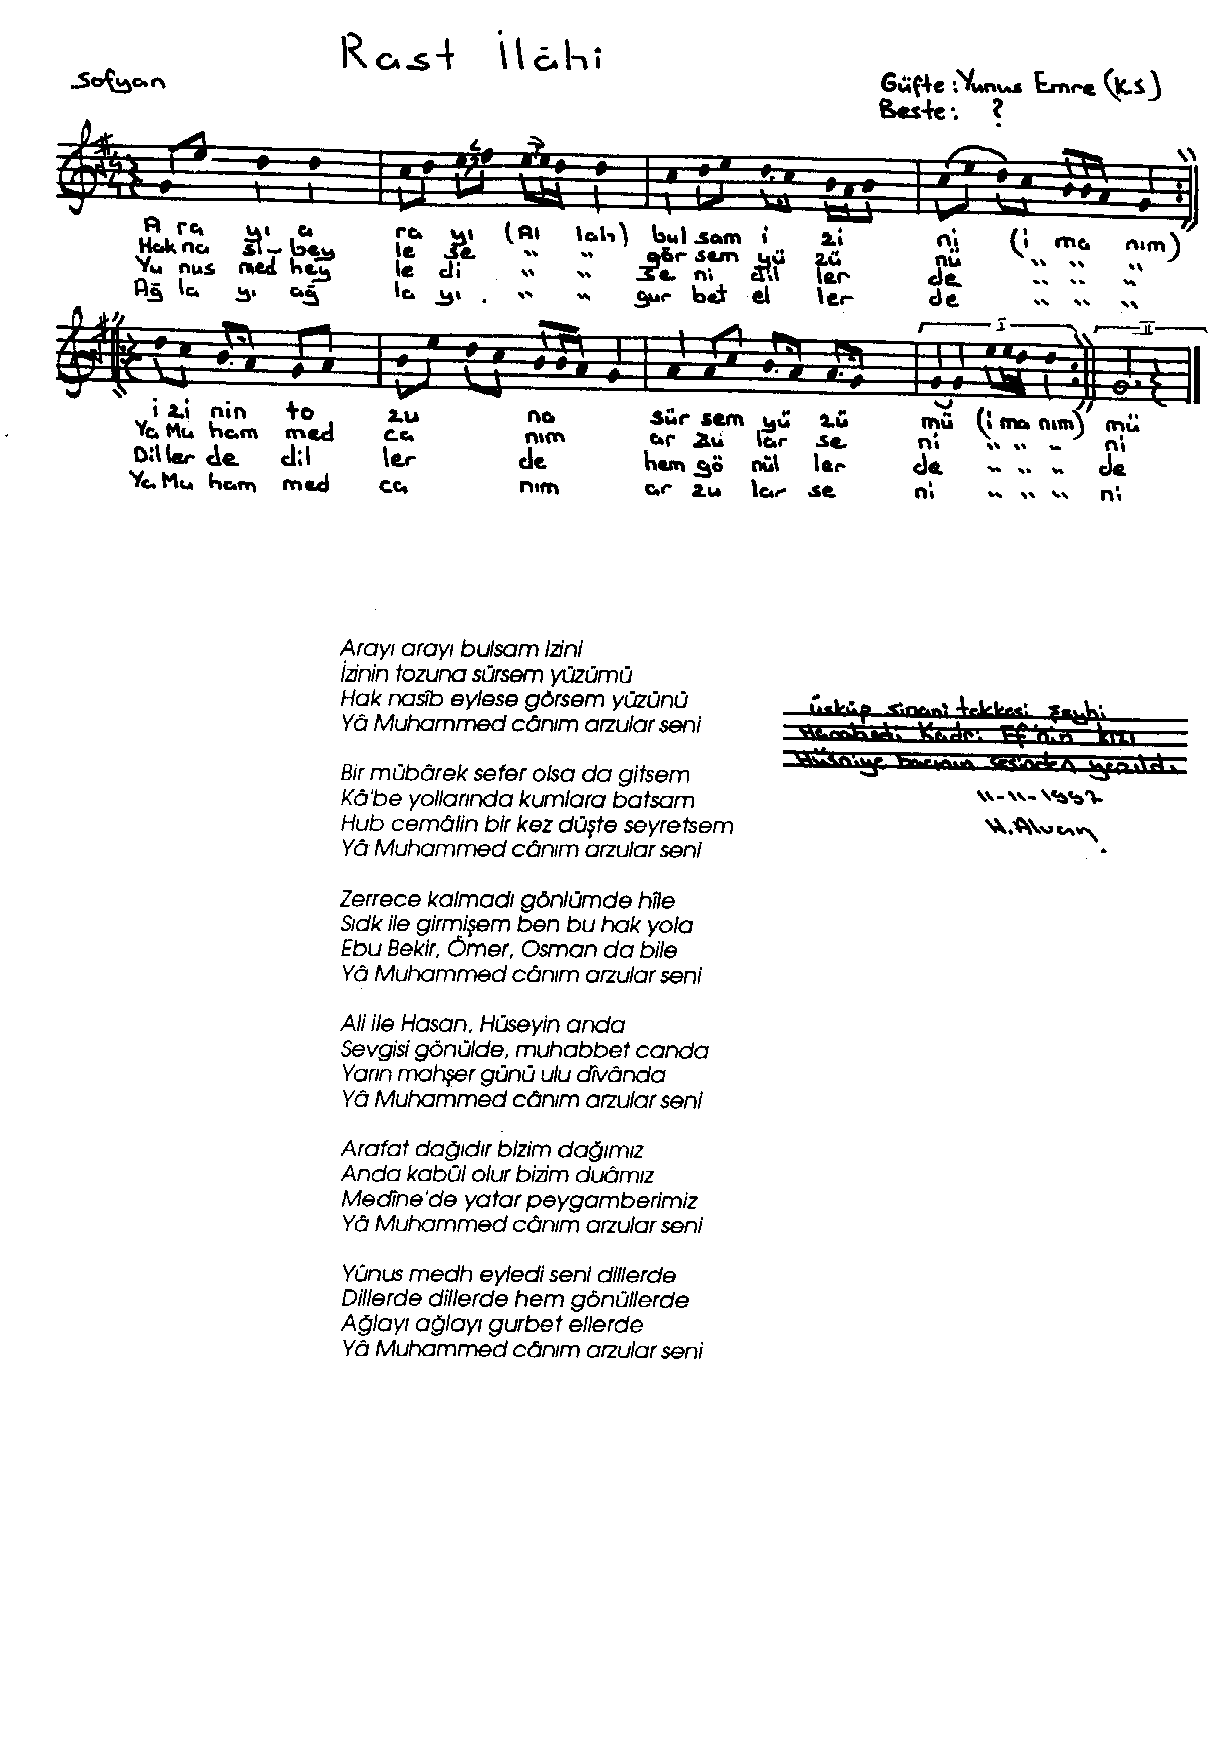 Rast İlâhi
Sofyan
Güfte: Yunus Emre (K.S)
Beste: ?
A ra yı a ra yı (Al lah) bul sam i zi ni (i ma nım)
Hak na si- bey le se " " gör sem yü zü nü " " "
Yu nus med hey le di " " se ni dil ler de " " "
Ağ la yı ağ la yı . " " gur bet el ler de " " "
I II
i zi nin to zu na sür sem yü zü mü (i ma nım) mü
Ya Mu ham med ca nım ar zu lar se ni " " " ni
Dil ler de dil ler de hem gö nül ler de " " " de
Ya Mu ham med ca nım ar zu lar se ni " " " ni
Arayı arayı bulsam izini
İzinin tozuna sürsem yüzümü
Hak nasîb eylese görsem yüzünü
Yâ Muhammed cânım arzular seni
Bir mübârek sefer olsa da gitsem
Kâ'be yollarında kumlara batsam
Hub cemâlin bir kez düşte seyretsem
Yâ Muhammed cânım arzular seni
Zerrece kalmadı gönlümde hîle
Sıdk ile girmişem ben bu hak yola
Ebu Bekir, Ömer, Osman da bile
Yâ Muhammed cânım arzular seni
Ali ile Hasan, Hüseyin anda
Sevgisi gönülde, muhabbet canda
Yarın mahşer günü ulu dîvânda
Yâ Muhammed cânım arzular seni
Arafat dağıdır bizim dağımız
Anda kabûl olur bizim duâmız
Medîne'de yatar peygamberimiz
Yâ Muhammed cânım arzular seni
Yûnus medh eyledi seni dillerde
Dillerde dillerde hem gönüllerde
Ağlayı ağlayı gurbet ellerde
Yâ Muhammed cânım arzular seni
üsküp sinani tekkesi şeyhi
Kadri Ef'nin kızı
Hüsniye bacının sesinden yazıldı
11-11-1997
H. Alvan